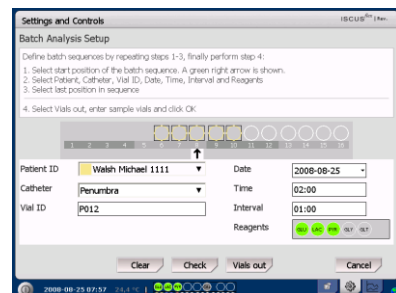 Settings and Controls
ISCUS
Batch Analysis Setup
Define batch sequences by repeating steps 1-3, finally perform step 4:
1. Select start position of the batch sequence. A green right arrow is shown.
2. Select Patient, Catheter, Vial ID, Date, Time, Interval and Reagents
3. Select last position in sequence
4. Select Vials out, enter sample vials and click OK
1 2 3 4 5 6 7 8 9 10 11 12 13 14 15 16
Patient ID Walsh Michael 1111 Date 2008-08-25
Catheter Penumbra Time 02:00
Vial ID P012 Interval 01:00
Reagents GLU LAC PYR GLY GLT
Clear Check Vials out Cancel
2008-08-25 07:57 24.4 °C